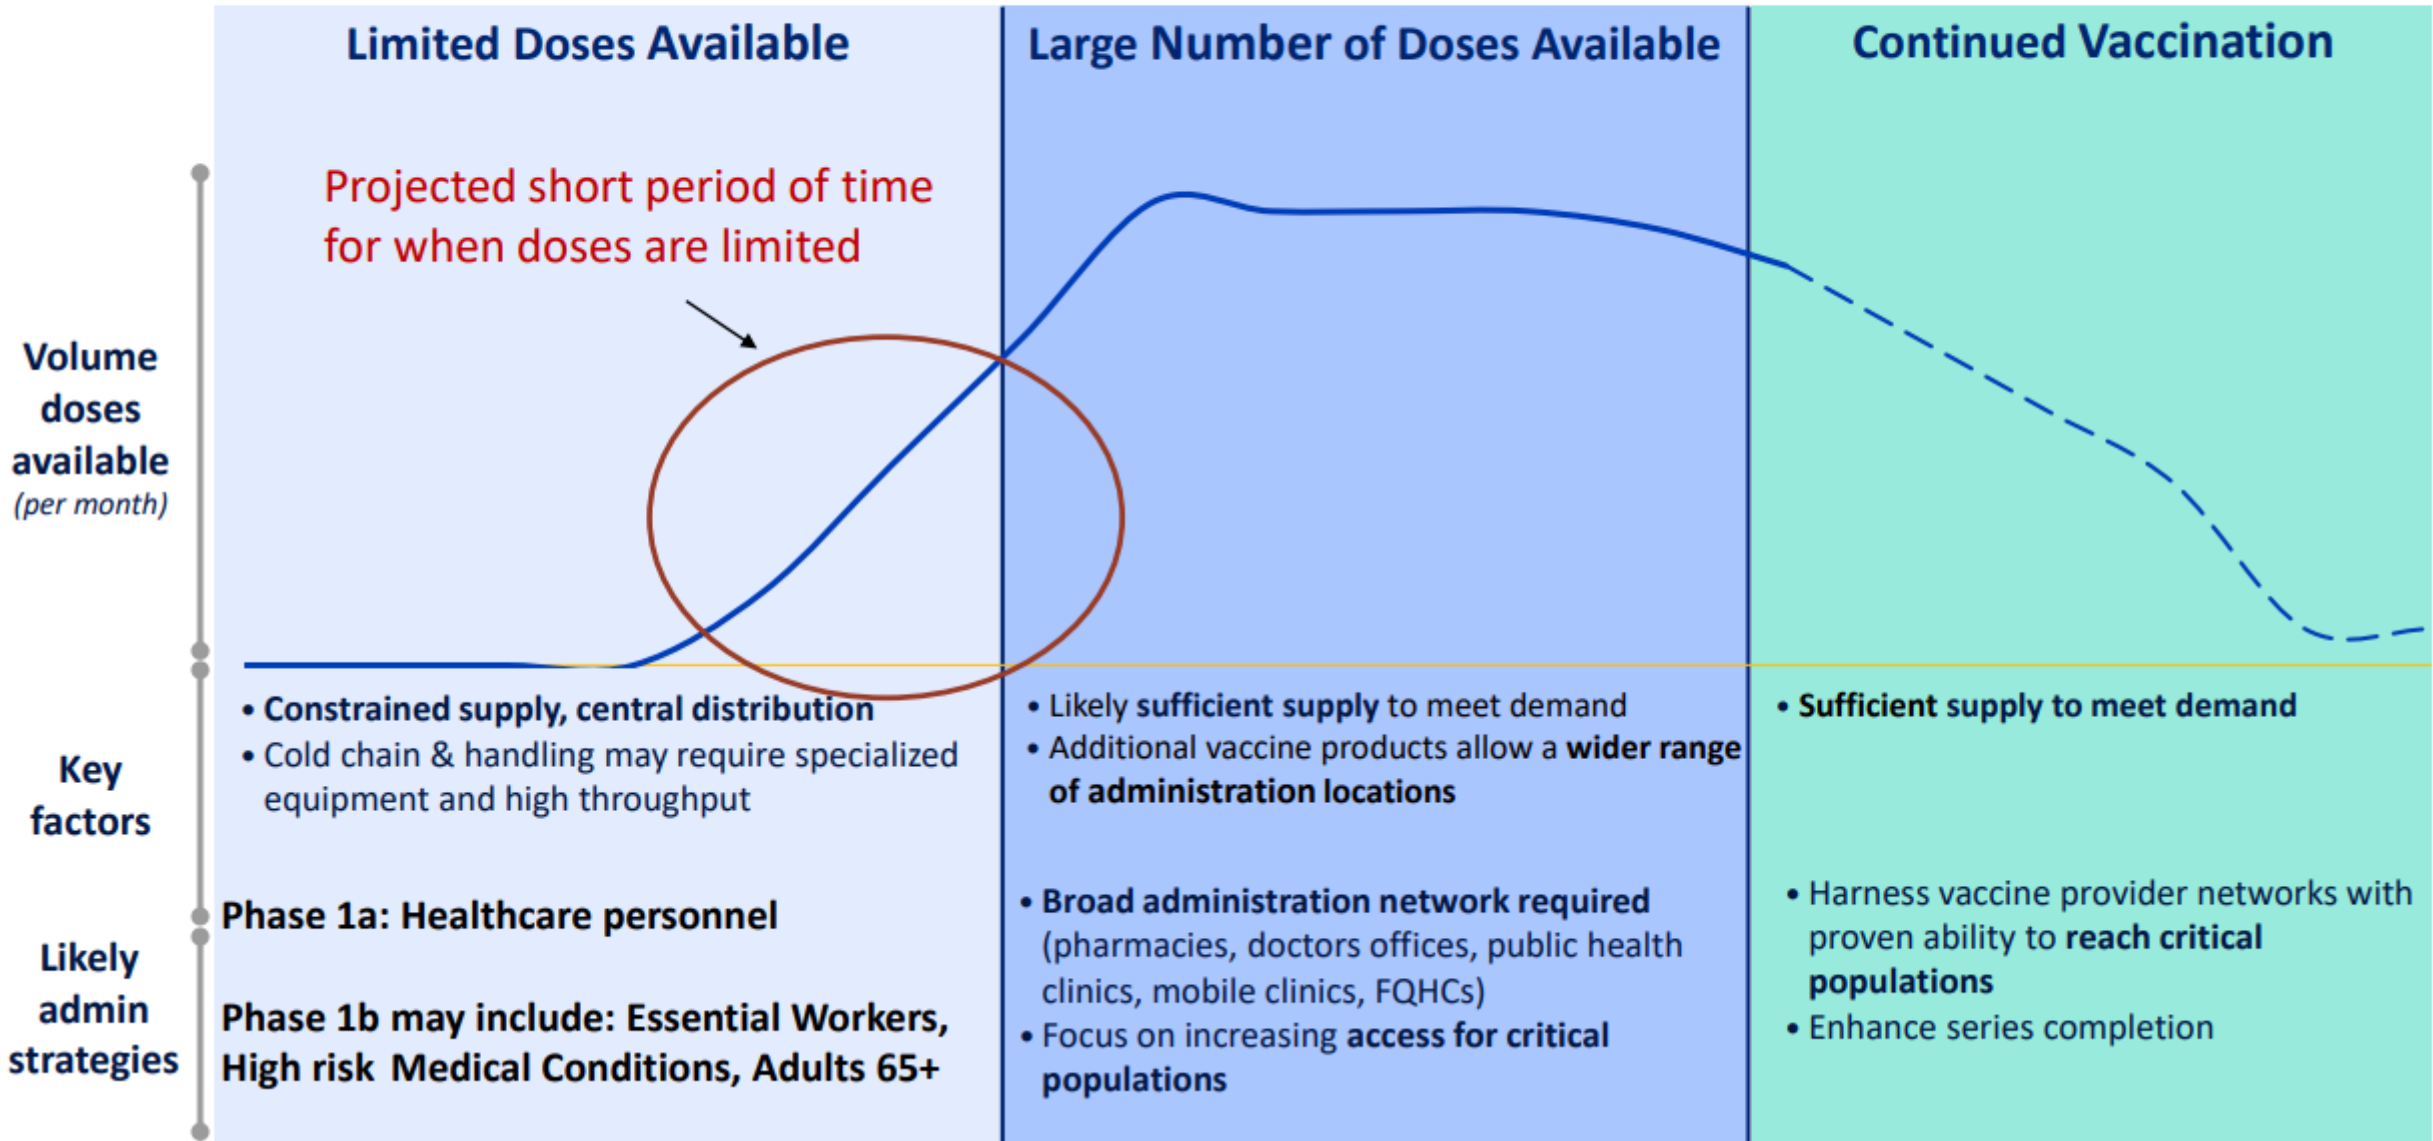 Limited Doses Available
Large Number of Doses Available
Continued Vaccination
Projected short period of time
for when doses are limited
Volume
doses
available
(per month)
Key
factors
• Constrained supply, central distribution
• Cold chain & handling may require specialized
equipment and high throughput
• Likely sufficient supply to meet demand
• Additional vaccine products allow a wider range
of administration locations
• Sufficient supply to meet demand
Likely
admin
strategies
Phase 1a: Healthcare personnel
Phase 1b may include: Essential Workers,
High risk Medical Conditions, Adults 65+
• Broad administration network required
(pharmacies, doctors offices, public health
clinics, mobile clinics, FQHCs)
• Focus on increasing access for critical
populations
• Harness vaccine provider networks with
proven ability to reach critical
populations
• Enhance series completion